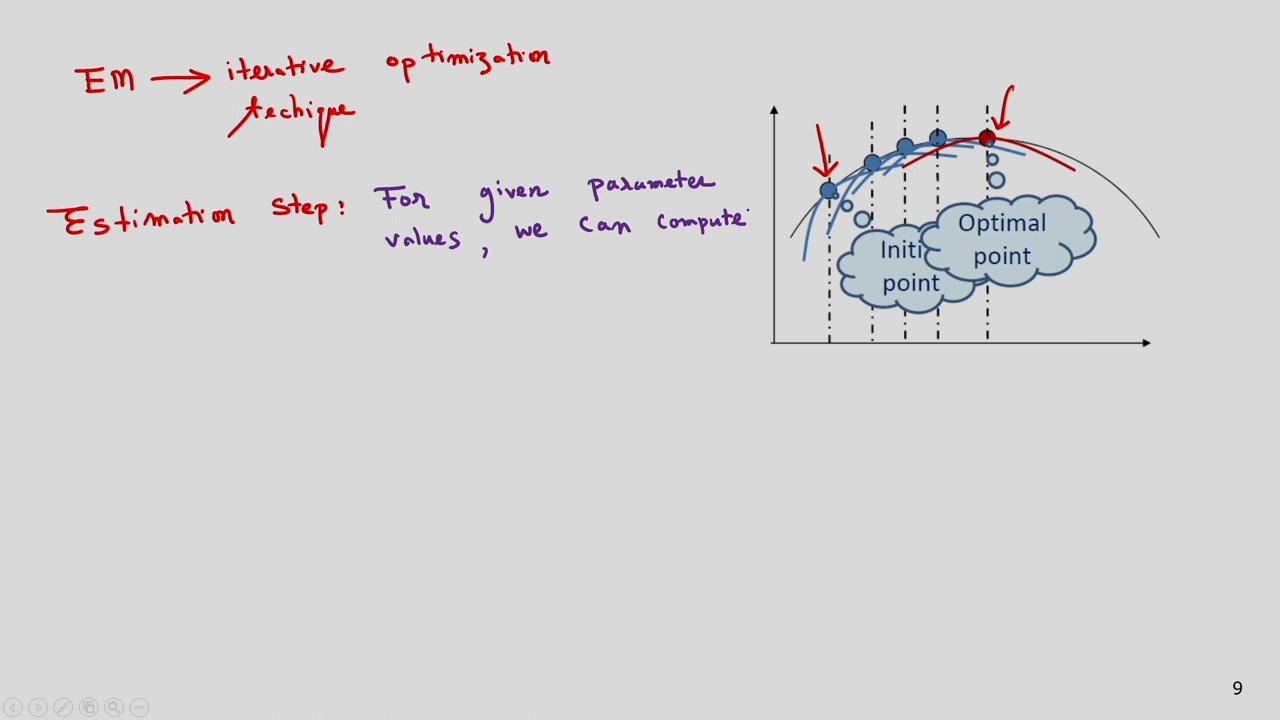 EM → iterative optimization
techique
Estimation step: For given parameter
values, we can compute
Optimal
point
Initi
point
9